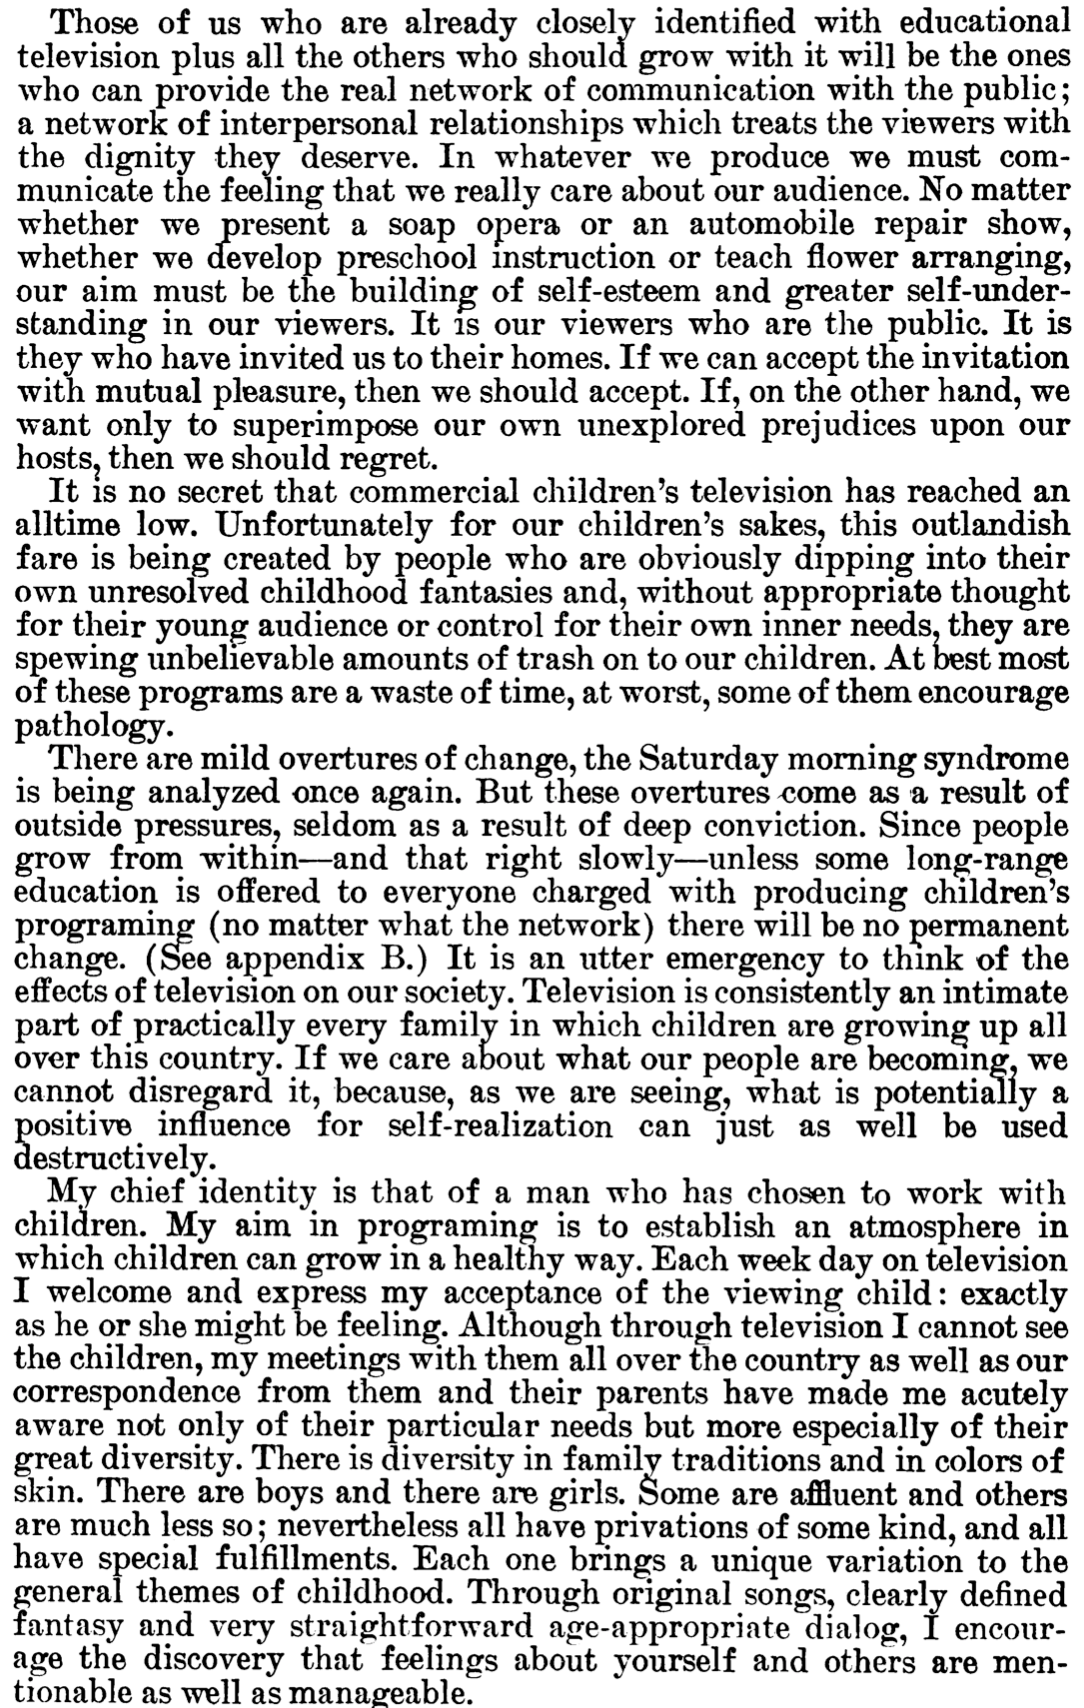 Those of us who are already closely identified with educational
television plus all the others who should grow with it will be the ones
who can provide the real network of communication with the public;
a network of interpersonal relationships which treats the viewers with
the dignity they deserve. In whatever we produce we must com-
municate the feeling that we really care about our audience. No matter
whether we present a soap opera or an automobile repair show,
whether we develop preschool instruction or teach flower arranging,
our aim must be the building of self-esteem and greater self-under-
standing in our viewers. It is our viewers who are the public. It is
they who have invited us to their homes. If we can accept the invitation
with mutual pleasure, then we should accept. If, on the other hand, we
want only to superimpose our own unexplored prejudices upon our
hosts, then we should regret.
It is no secret that commercial children's television has reached an
alltime low. Unfortunately for our children's sakes, this outlandish
fare is being created by people who are obviously dipping into their
own unresolved childhood fantasies and, without appropriate thought
for their young audience or control for their own inner needs, they are
spewing unbelievable amounts of trash on to our children. At best most
of these programs are a waste of time, at worst, some of them encourage
pathology.
There are mild overtures of change, the Saturday morning syndrome
is being analyzed once again. But these overtures come as a result of
outside pressures, seldom as a result of deep conviction. Since people
grow from within—and that right slowly—unless some long-range
education is offered to everyone charged with producing children's
programing (no matter what the network) there will be no permanent
change. (See appendix B.) It is an utter emergency to think of the
effects of television on our society. Television is consistently an intimate
part of practically every family in which children are growing up all
over this country. If we care about what our people are becoming, we
cannot disregard it, because, as we are seeing, what is potentially a
positive influence for self-realization can just as well be used
destructively.
My chief identity is that of a man who has chosen to work with
children. My aim in programing is to establish an atmosphere in
which children can grow in a healthy way. Each week day on television
I welcome and express my acceptance of the viewing child: exactly
as he or she might be feeling. Although through television I cannot see
the children, my meetings with them all over the country as well as our
correspondence from them and their parents have made me acutely
aware not only of their particular needs but more especially of their
great diversity. There is diversity in family traditions and in colors of
skin. There are boys and there are girls. Some are affluent and others
are much less so; nevertheless all have privations of some kind, and all
have special fulfillments. Each one brings a unique variation to the
general themes of childhood. Through original songs, clearly defined
fantasy and very straightforward age-appropriate dialog, I encour-
age the discovery that feelings about yourself and others are men-
tionable as well as manageable.